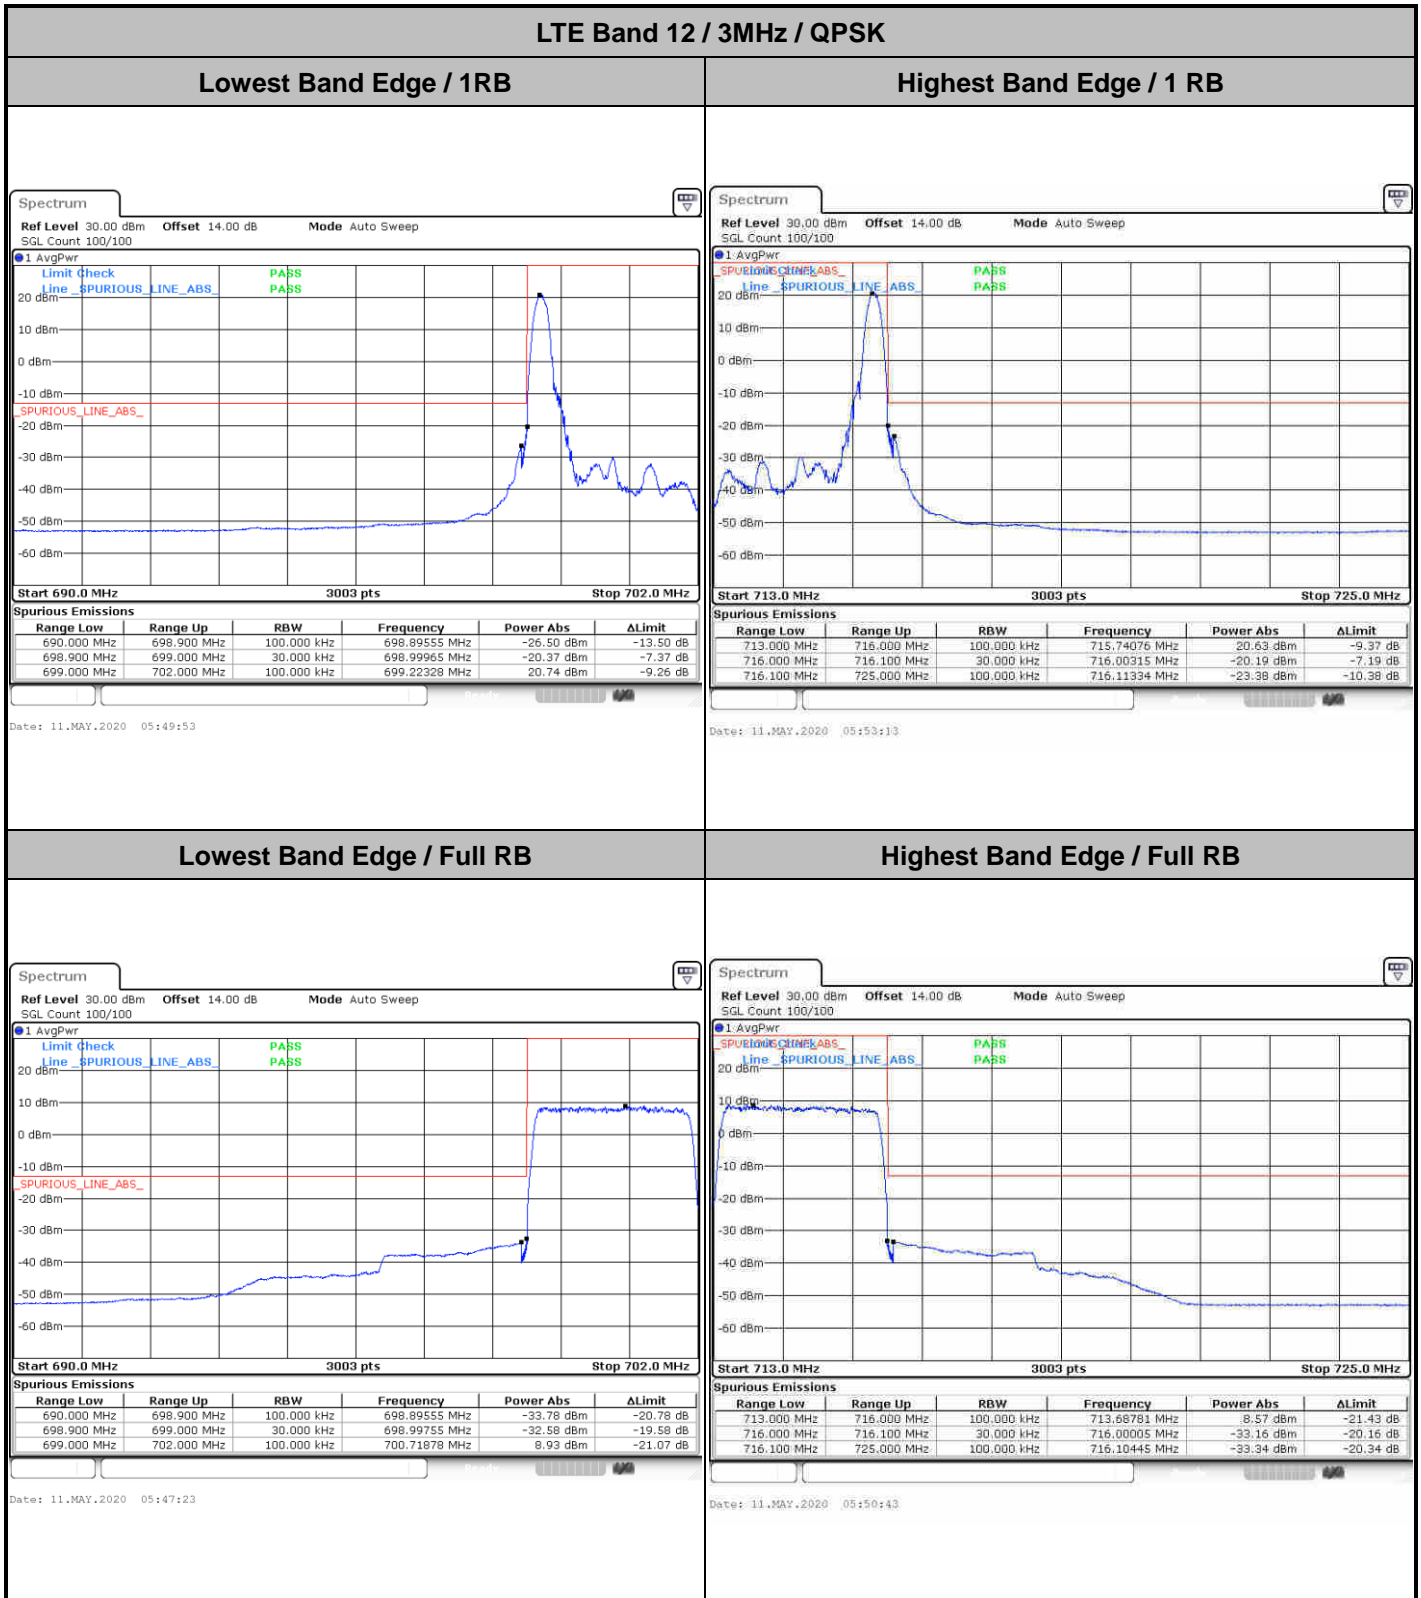 LTE Band 12 / 3MHz / QPSK
Lowest Band Edge / 1RB
Highest Band Edge / 1 RB
Spectrum
Ref Level 30.00 dBm Offset 14.00 dB Mode Auto Sweep
SGL Count 100/100
1 AvgPwr
Limit Check PASS
Line _SPURIOUS_LINE_ABS_ PASS
20 dBm
10 dBm
0 dBm
-10 dBm
_SPURIOUS_LINE_ABS_
-20 dBm
-30 dBm
-40 dBm
-50 dBm
-60 dBm
Start 690.0 MHz 3003 pts Stop 702.0 MHz
Spurious Emissions
Range Low Range Up RBW Frequency Power Abs ΔLimit
690.000 MHz 698.900 MHz 100.000 kHz 698.89555 MHz -26.50 dBm -13.50 dB
698.900 MHz 699.000 MHz 30.000 kHz 698.99965 MHz -20.37 dBm -7.37 dB
699.000 MHz 702.000 MHz 100.000 kHz 699.22328 MHz 20.74 dBm -9.26 dB
Ready
Date: 11.MAY.2020 05:49:53
Spectrum
Ref Level 30.00 dBm Offset 14.00 dB Mode Auto Sweep
SGL Count 100/100
1 AvgPwr
_SPURIOUS_LINE_ABS_
Limit Check PASS
Line _SPURIOUS_LINE_ABS_ PASS
20 dBm
10 dBm
0 dBm
-10 dBm
-20 dBm
-30 dBm
-40 dBm
-50 dBm
-60 dBm
Start 713.0 MHz 3003 pts Stop 725.0 MHz
Spurious Emissions
Range Low Range Up RBW Frequency Power Abs ΔLimit
713.000 MHz 716.000 MHz 100.000 kHz 715.74076 MHz 20.63 dBm -9.37 dB
716.000 MHz 716.100 MHz 30.000 kHz 716.00315 MHz -20.19 dBm -7.19 dB
716.100 MHz 725.000 MHz 100.000 kHz 716.11334 MHz -23.38 dBm -10.38 dB
Date: 11.MAY.2020 05:53:13
Lowest Band Edge / Full RB
Highest Band Edge / Full RB
Spectrum
Ref Level 30.00 dBm Offset 14.00 dB Mode Auto Sweep
SGL Count 100/100
1 AvgPwr
Limit Check PASS
Line _SPURIOUS_LINE_ABS_ PASS
20 dBm
10 dBm
0 dBm
-10 dBm
_SPURIOUS_LINE_ABS_
-20 dBm
-30 dBm
-40 dBm
-50 dBm
-60 dBm
Start 690.0 MHz 3003 pts Stop 702.0 MHz
Spurious Emissions
Range Low Range Up RBW Frequency Power Abs ΔLimit
690.000 MHz 698.900 MHz 100.000 kHz 698.89555 MHz -33.78 dBm -20.78 dB
698.900 MHz 699.000 MHz 30.000 kHz 698.99755 MHz -32.58 dBm -19.58 dB
699.000 MHz 702.000 MHz 100.000 kHz 700.71878 MHz 8.93 dBm -21.07 dB
Date: 11.MAY.2020 05:47:23
Spectrum
Ref Level 30.00 dBm Offset 14.00 dB Mode Auto Sweep
SGL Count 100/100
1 AvgPwr
_SPURIOUS_LINE_ABS_
Limit Check PASS
Line _SPURIOUS_LINE_ABS_ PASS
20 dBm
10 dBm
0 dBm
-10 dBm
-20 dBm
-30 dBm
-40 dBm
-50 dBm
-60 dBm
Start 713.0 MHz 3003 pts Stop 725.0 MHz
Spurious Emissions
Range Low Range Up RBW Frequency Power Abs ΔLimit
713.000 MHz 716.000 MHz 100.000 kHz 713.68781 MHz 8.57 dBm -21.43 dB
716.000 MHz 716.100 MHz 30.000 kHz 716.00005 MHz -33.16 dBm -20.16 dB
716.100 MHz 725.000 MHz 100.000 kHz 716.10445 MHz -33.34 dBm -20.34 dB
Date: 11.MAY.2020 05:50:43